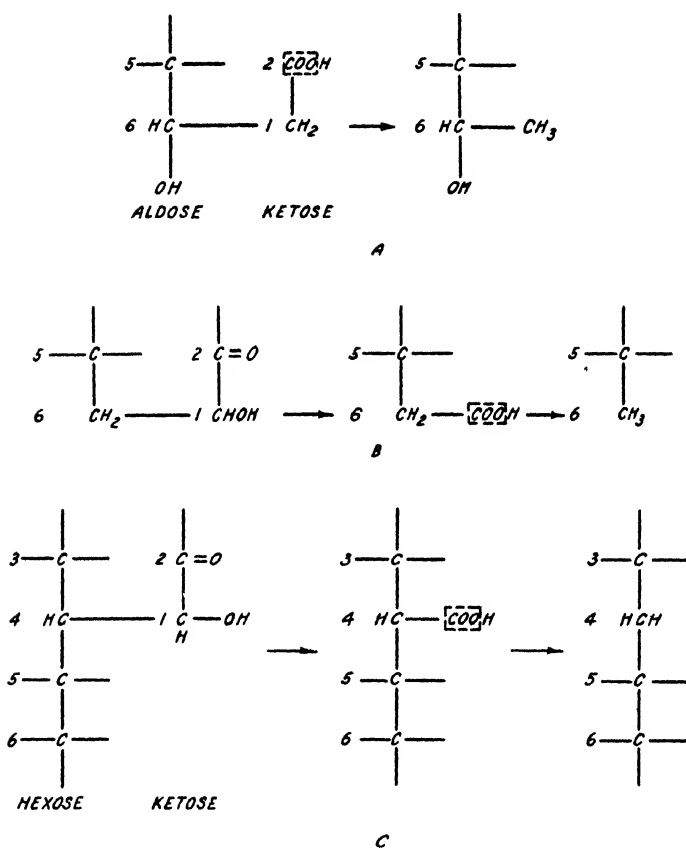 5 C 2 COOH 5 C
6 HC 1 CH2 6 HC CH3
OH OH
ALDOSE KETOSE
A
5 C 2 C=O 5 C 5 C
6 CH2 1 CHOH 6 CH2 COOH 6 CH3
B
3 C 2 C=O 3 C 3 C
4 HC 1 C OH 4 HC COOH 4 HCH
H
5 C 5 C 5 C
6 C 6 C 6 C
HEXOSE KETOSE
C